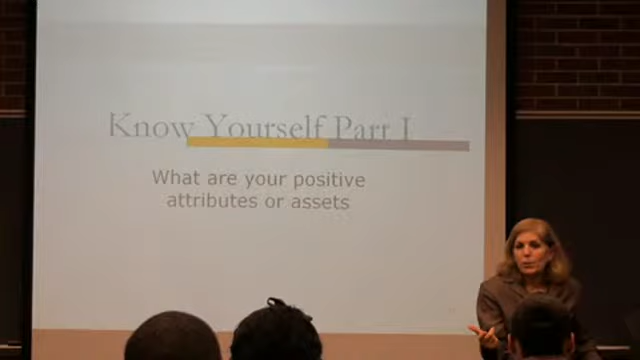 Know Yourself Part I
What are your positive
attributes or assets